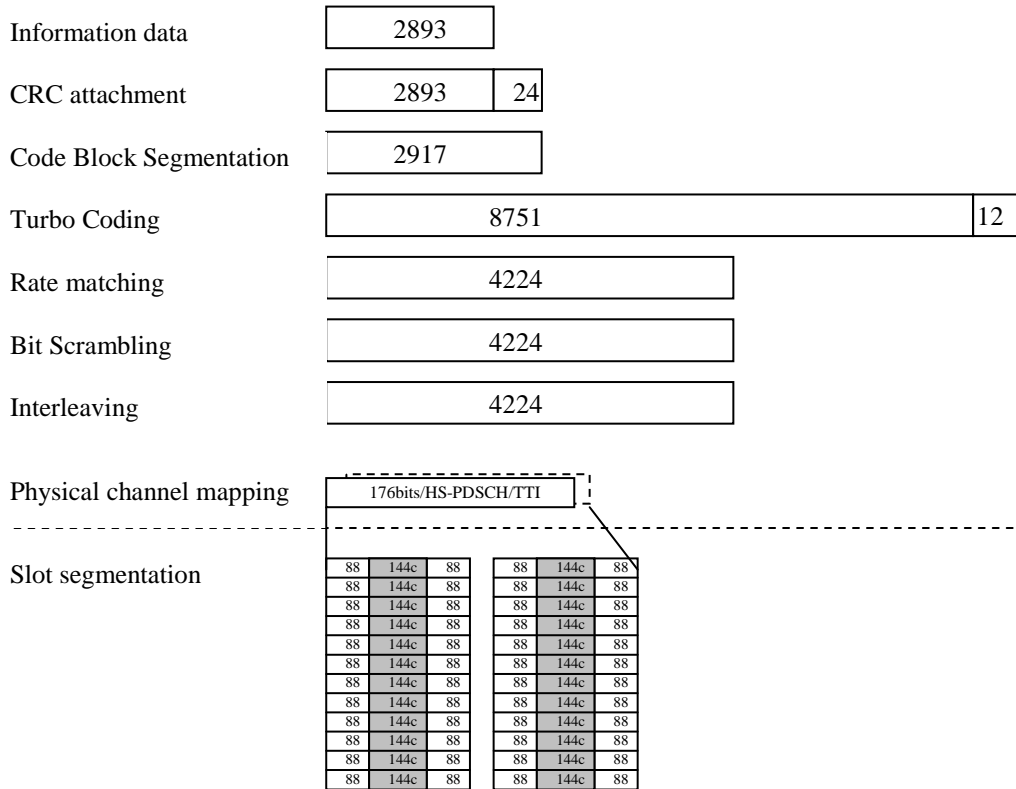 Information data 2893
CRC attachment 2893 24
Code Block Segmentation 2917
Turbo Coding 8751 12
Rate matching 4224
Bit Scrambling 4224
Interleaving 4224
Physical channel mapping 176bits/HS-PDSCH/TTI
Slot segmentation 88 144c 88 88 144c 88
88 144c 88 88 144c 88
88 144c 88 88 144c 88
88 144c 88 88 144c 88
88 144c 88 88 144c 88
88 144c 88 88 144c 88
88 144c 88 88 144c 88
88 144c 88 88 144c 88
88 144c 88 88 144c 88
88 144c 88 88 144c 88
88 144c 88 88 144c 88
88 144c 88 88 144c 88